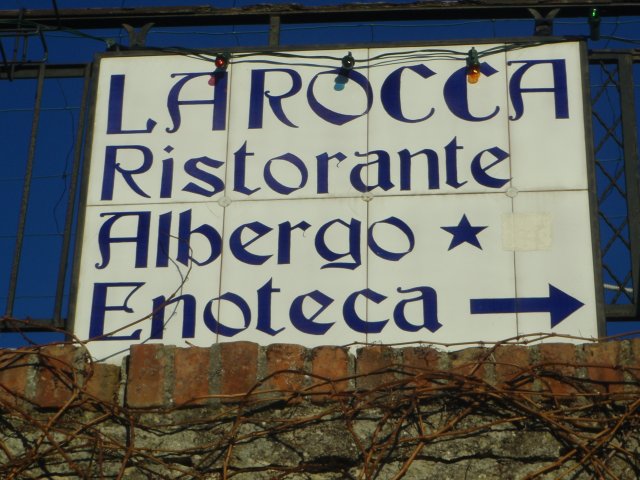 LA ROCCA
Ristorante
Albergo ★
Enoteca →